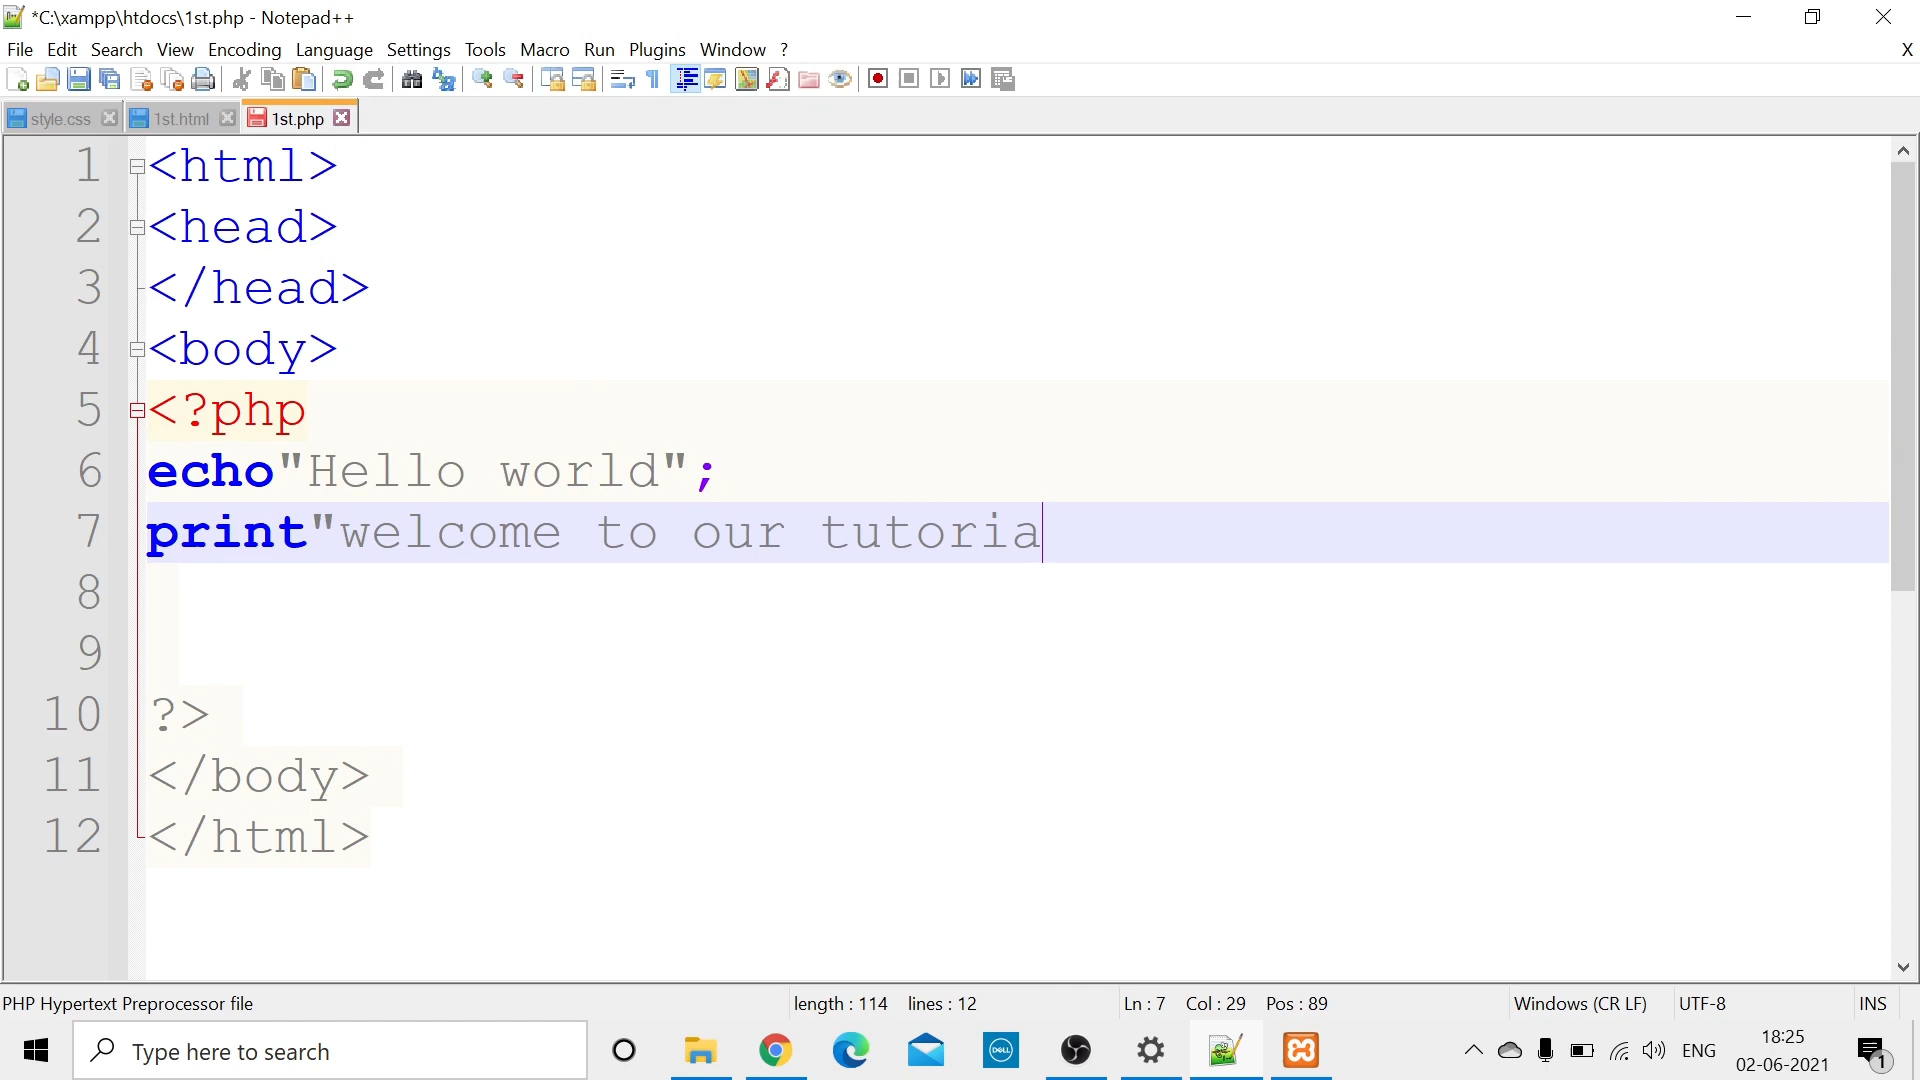 *C:\xampp\htdocs\1st.php - Notepad++
File Edit Search View Encoding Language Settings Tools Macro Run Plugins Window ? X
style.css 1st.html 1st.php
1 <html>
2 <head>
3 </head>
4 <body>
5 <?php
6 echo"Hello world";
7 print"welcome to our tutoria
8
9
10 ?>
11 </body>
12 </html>
PHP Hypertext Preprocessor file length : 114 lines : 12 Ln : 7 Col : 29 Pos : 89 Windows (CR LF) UTF-8 INS
Type here to search DELL ENG 18:25
02-06-2021 1